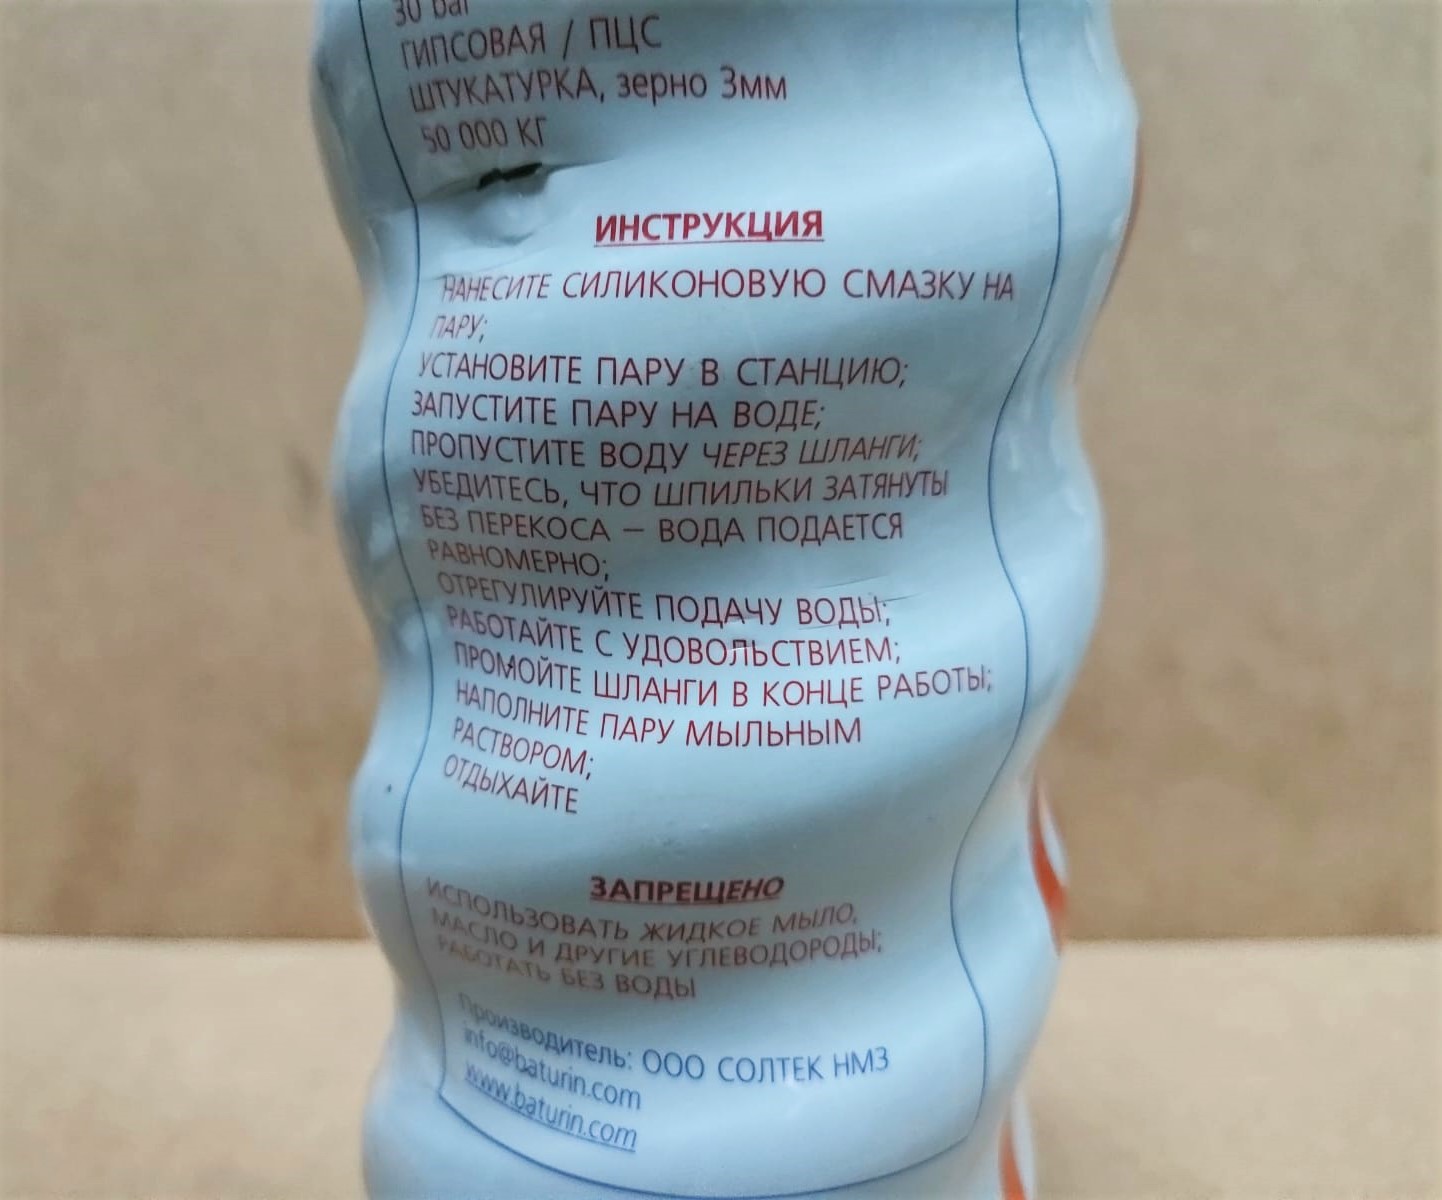 30 bar
ГИПСОВАЯ / ПЦС
ШТУКАТУРКА, зерно 3мм
50 000 КГ
ИНСТРУКЦИЯ
НАНЕСИТЕ СИЛИКОНОВУЮ СМАЗКУ НА
ПАРУ;
УСТАНОВИТЕ ПАРУ В СТАНЦИЮ;
ЗАПУСТИТЕ ПАРУ НА ВОДЕ;
ПРОПУСТИТЕ ВОДУ ЧЕРЕЗ ШЛАНГИ;
УБЕДИТЕСЬ, ЧТО ШПИЛЬКИ ЗАТЯНУТЫ
БЕЗ ПЕРЕКОСА – ВОДА ПОДАЕТСЯ
РАВНОМЕРНО;
ОТРЕГУЛИРУЙТЕ ПОДАЧУ ВОДЫ;
РАБОТАЙТЕ С УДОВОЛЬСТВИЕМ;
ПРОМОЙТЕ ШЛАНГИ В КОНЦЕ РАБОТЫ;
НАПОЛНИТЕ ПАРУ МЫЛЬНЫМ
РАСТВОРОМ;
ОТДЫХАЙТЕ
ЗАПРЕЩЕНО
ИСПОЛЬЗОВАТЬ ЖИДКОЕ МЫЛО,
МАСЛО И ДРУГИЕ УГЛЕВОДОРОДЫ;
РАБОТАТЬ БЕЗ ВОДЫ
Производитель: ООО СОЛТЕК НМЗ
info@baturin.com
www.baturin.com